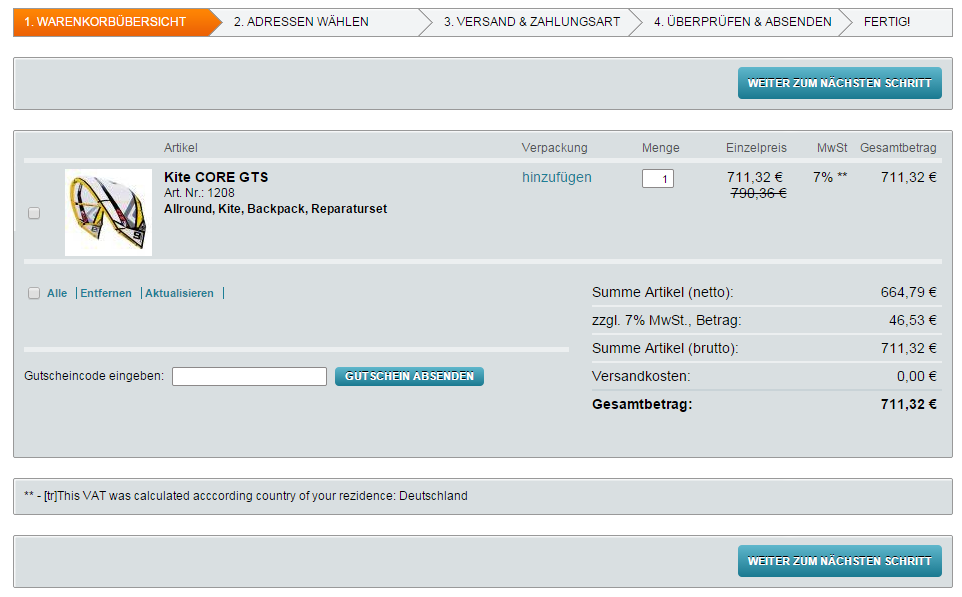 1. WARENKORBÜBERSICHT 2. ADRESSEN WÄHLEN 3. VERSAND & ZAHLUNGSART 4. ÜBERPRÜFEN & ABSENDEN FERTIG!
WEITER ZUM NÄCHSTEN SCHRITT
Artikel Verpackung Menge Einzelpreis MwSt Gesamtbetrag
Kite CORE GTS hinzufügen 1 711,32 € 7% ** 711,32 €
Art. Nr.: 1208 790,36 €
Allround, Kite, Backpack, Reparaturset
Alle | Entfernen | Aktualisieren |
Summe Artikel (netto): 664,79 €
zzgl. 7% MwSt., Betrag: 46,53 €
Summe Artikel (brutto): 711,32 €
Gutscheincode eingeben: GUTSCHEIN ABSENDEN
Versandkosten: 0,00 €
Gesamtbetrag: 711,32 €
** - [tr]This VAT was calculated acccording country of your rezidence: Deutschland
WEITER ZUM NÄCHSTEN SCHRITT